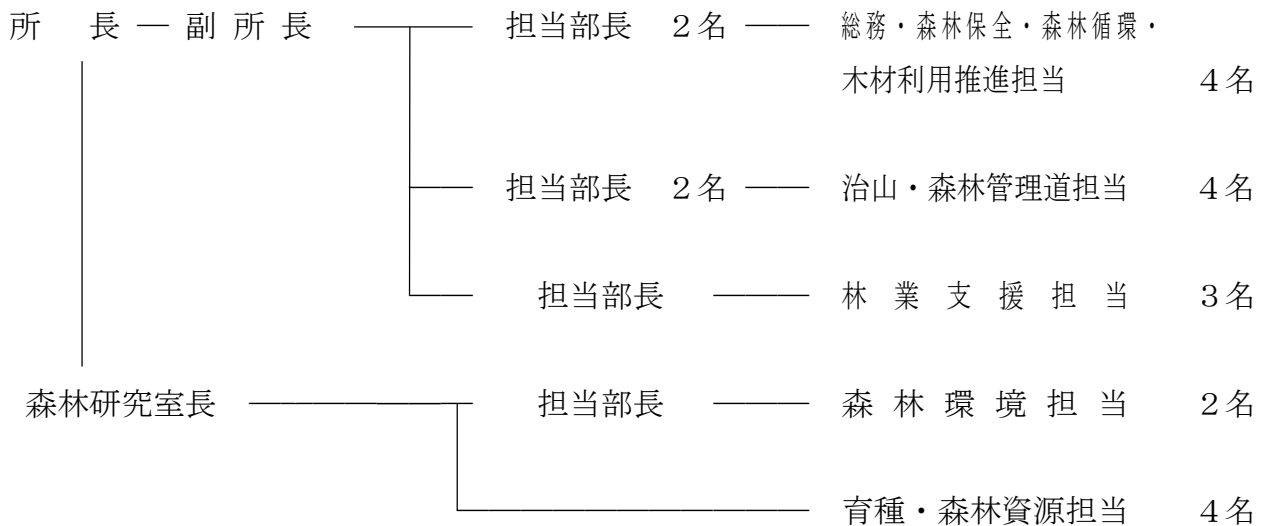 所　長 ― 副所長　担当部長　２名　総務・森林保全・森林循環・
木材利用推進担当　４名
担当部長　２名　治山・森林管理道担当　４名
担当部長　林業支援担当　３名
森林研究室長　担当部長　森林環境担当　２名
育種・森林資源担当　４名